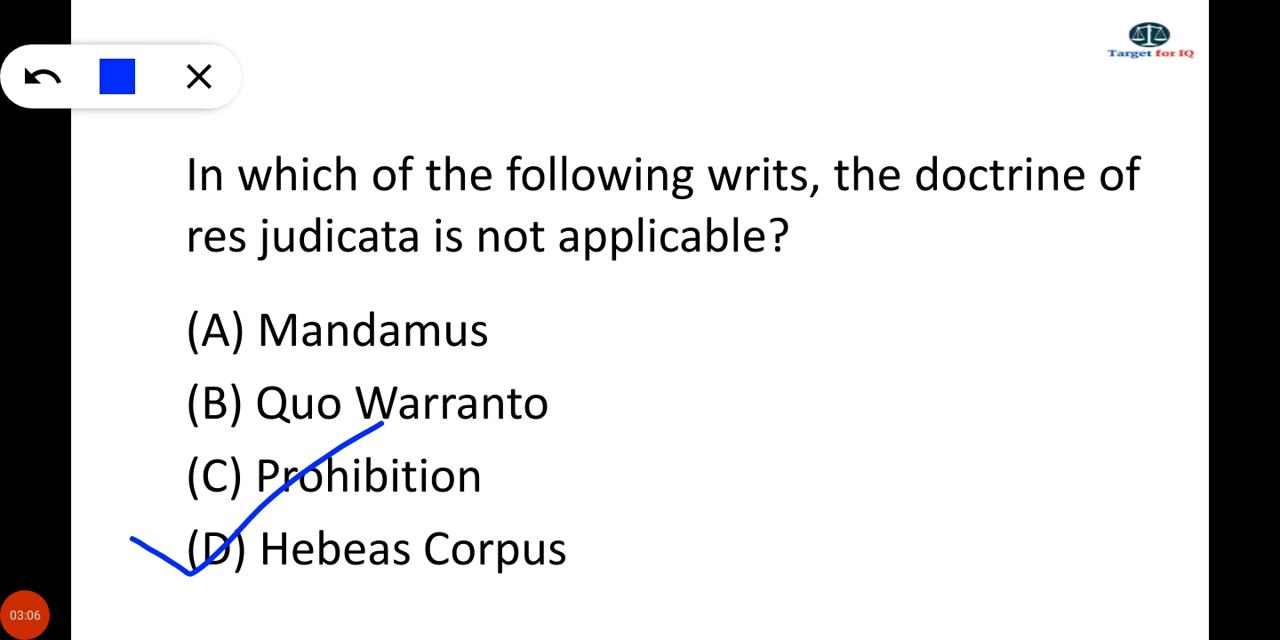 Target for IQ
In which of the following writs, the doctrine of
res judicata is not applicable?
(A) Mandamus
(B) Quo Warranto
(C) Prohibition
(D) Hebeas Corpus
03:06